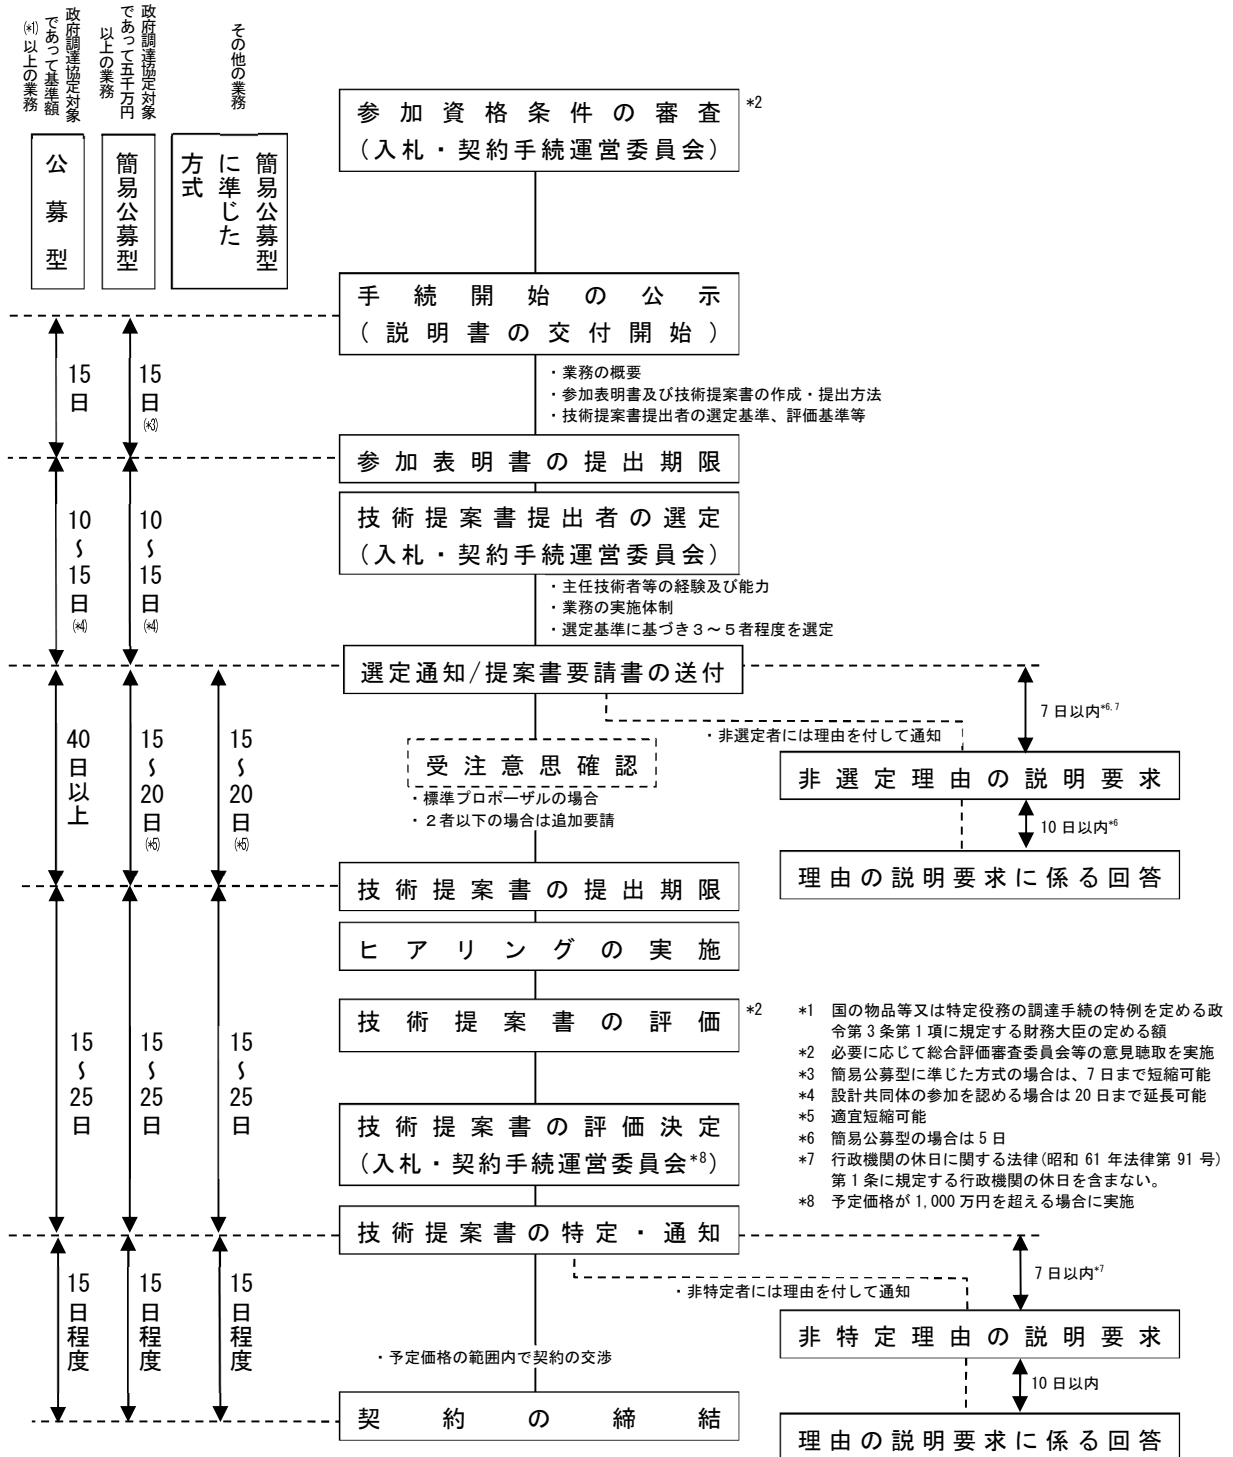 政府調達協定対象
であって基準額
(*1)以上の業務
政府調達協定対象
であって五千万円
以上の業務
その他の業務
公募型
簡易公募型
簡易公募型
に準じた
方式
参加資格条件の審査
(入札・契約手続運営委員会)
*2
手続開始の公示
(説明書の交付開始)
15日
15日(*3)
・業務の概要
・参加表明書及び技術提案書の作成・提出方法
・技術提案書提出者の選定基準、評価基準等
参加表明書の提出期限
10～15日(*4)
10～15日(*4)
技術提案書提出者の選定
(入札・契約手続運営委員会)
・主任技術者等の経験及び能力
・業務の実施体制
・選定基準に基づき３～５者程度を選定
選定通知/提案書要請書の送付
7日以内*6,7
・非選定者には理由を付して通知
40日以上
15～20日(*5)
15～20日(*5)
受注意思確認
・標準プロポーザルの場合
・２者以下の場合は追加要請
非選定理由の説明要求
10日以内*6
理由の説明要求に係る回答
技術提案書の提出期限
ヒアリングの実施
技術提案書の評価
*2
15～25日
15～25日
15～25日
技術提案書の評価決定
(入札・契約手続運営委員会*8)
*1 国の物品等又は特定役務の調達手続の特例を定める政
令第3条第1項に規定する財務大臣の定める額
*2 必要に応じて総合評価審査委員会等の意見聴取を実施
*3 簡易公募型に準じた方式の場合は、7日まで短縮可能
*4 設計共同体の参加を認める場合は20日まで延長可能
*5 適宜短縮可能
*6 簡易公募型の場合は5日
*7 行政機関の休日に関する法律(昭和61年法律第91号)
第1条に規定する行政機関の休日を含まない。
*8 予定価格が1,000万円を超える場合に実施
技術提案書の特定・通知
7日以内*7
・非特定者には理由を付して通知
15日程度
15日程度
15日程度
非特定理由の説明要求
・予定価格の範囲内で契約の交渉
10日以内
契約の締結
理由の説明要求に係る回答